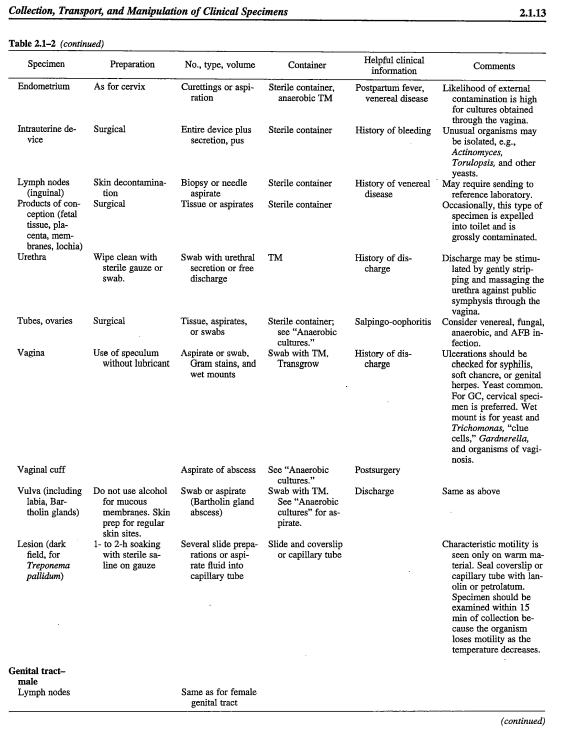 Collection, Transport, and Manipulation of Clinical Specimens 2.1.13
Table 2.1–2 (continued)
Specimen Preparation No., type, volume Container Helpful clinical information Comments
Endometrium As for cervix Curettings or aspi- Sterile container, Postpartum fever, Likelihood of external
ration anaerobic TM venereal disease contamination is high
for cultures obtained
through the vagina.
Intrauterine de- Surgical Entire device plus Sterile container History of bleeding Unusual organisms may
vice secretion, pus be isolated, e.g.,
Actinomyces,
Torulopsis, and other
yeasts.
Lymph nodes Skin decontamina- Biopsy or needle Sterile container History of venereal May require sending to
(inguinal) tion aspirate disease reference laboratory.
Products of con- Surgical Tissue or aspirates Sterile container Occasionally, this type of
ception (fetal specimen is expelled
tissue, pla- into toilet and is
centa, mem- grossly contaminated.
branes, lochia)
Urethra Wipe clean with Swab with urethral TM History of dis- Discharge may be stimu-
sterile gauze or secretion or free charge lated by gently strip-
swab. discharge ping and massaging the
urethra against public
symphysis through the
vagina.
Tubes, ovaries Surgical Tissue, aspirates, Sterile container; Salpingo-oophoritis Consider venereal, fungal,
or swabs see “Anaerobic anaerobic, and AFB in-
cultures.” fection.
Vagina Use of speculum Aspirate or swab, Swab with TM. History of dis- Ulcerations should be
without lubricant Gram stains, and Transgrow charge checked for syphilis,
wet mounts soft chancre, or genital
herpes. Yeast common.
For GC, cervical speci-
men is preferred. Wet
mount is for yeast and
Trichomonas, “clue
cells,” Gardnerella,
and organisms of vagi-
nosis.
Vaginal cuff Aspirate of abscess See “Anaerobic Postsurgery
cultures.”
Vulva (including Do not use alcohol Swab or aspirate Swab with TM. Discharge Same as above
labia, Bar- for mucous (Bartholin gland See “Anaerobic
tholin glands) membranes. Skin abscess) cultures” for as-
prep for regular pirate.
skin sites.
Lesion (dark 1- to 2-h soaking Several slide prepa- Slide and coverslip Characteristic motility is
field, for with sterile sa- rations or aspi- or capillary tube seen only on warm ma-
Treponema line on gauze rate fluid into terial. Seal coverslip or
pallidum) capillary tube capillary tube with lan-
olin or petrolatum.
Specimen should be
examined within 15
min of collection be-
cause the organism
loses motility as the
temperature decreases.
Genital tract–
male
Lymph nodes Same as for female
genital tract
(continued)